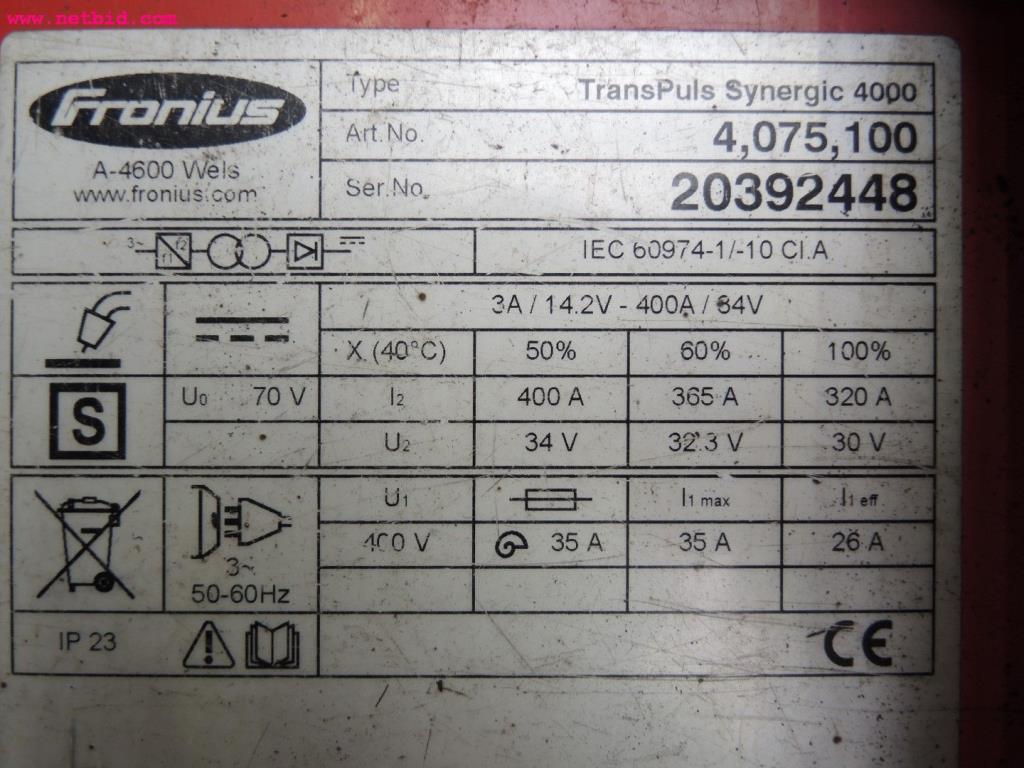 www.netbid.com
Fronius
A-4600 Wels
www.fronius.com
Type TransPuls Synergic 4000
Art.No. 4,075,100
Ser.No. 20392448
3~ f1 f2
IEC 60974-1/-10 Cl.A
3A / 14.2V - 400A / 34V
X (40°C) 50% 60% 100%
S
U0 70 V I2 400 A 365 A 320 A
U2 34 V 32.3 V 30 V
U1 I1 max I1 eff
400 V 35 A 35 A 26 A
3~
50-60Hz
IP 23
CE